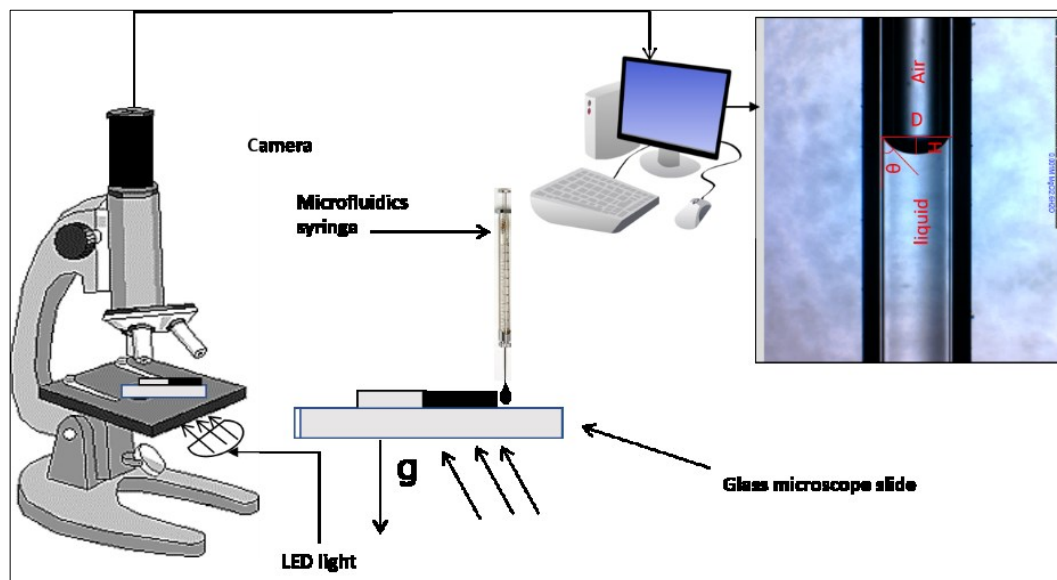 Camera
Microfluidics
syringa
g
LED light
Glass microscope slide
Air
D
H
θ
liquid